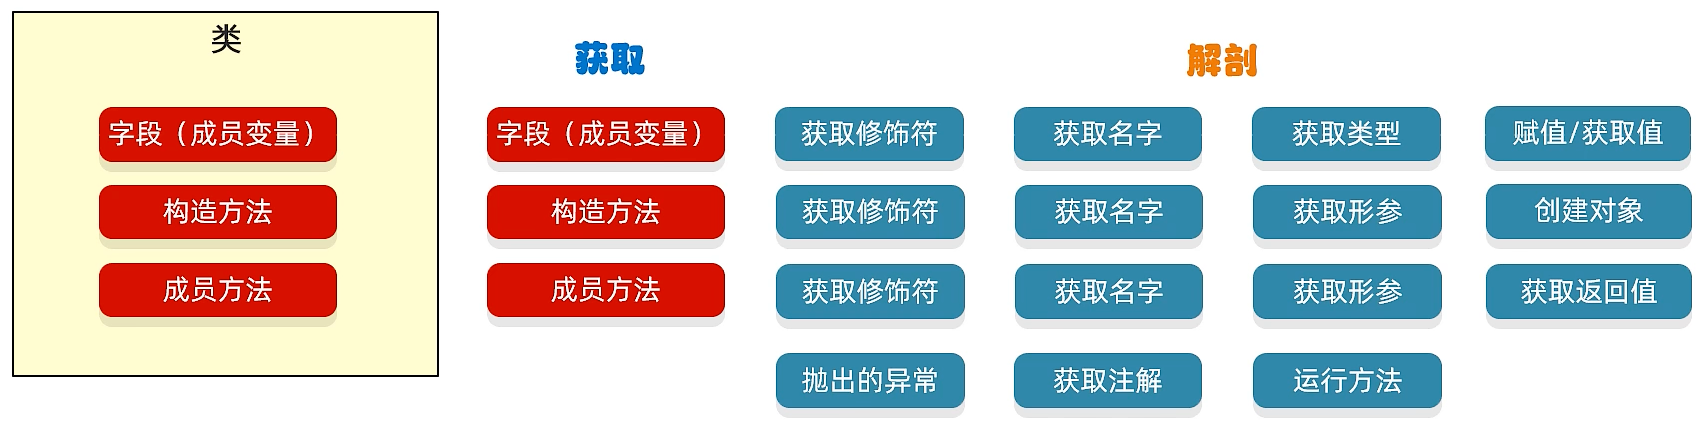 类
字段（成员变量）
构造方法
成员方法
获取
解剖
字段（成员变量）
获取修饰符
获取名字
获取类型
赋值/获取值
构造方法
获取修饰符
获取名字
获取形参
创建对象
成员方法
获取修饰符
获取名字
获取形参
获取返回值
抛出的异常
获取注解
运行方法